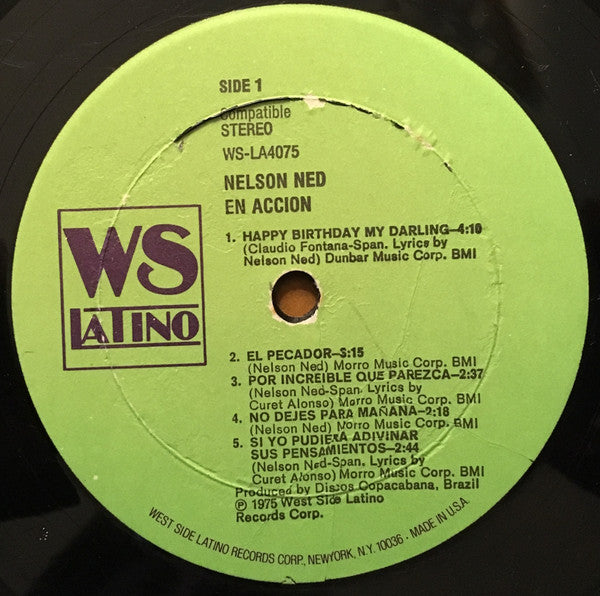 SIDE 1
Compatible
STEREO
WS-LA4075
NELSON NED
EN ACCION
WS
LATINO
1. HAPPY BIRTHDAY MY DARLING—4:10
(Claudio Fontana-Span. Lyrics by
Nelson Ned) Dunbar Music Corp. BMI
2. EL PECADOR—3:15
(Nelson Ned) Morro Music Corp. BMI
3. POR INCREIBLE QUE PAREZCA—2:37
(Nelson Ned-Span. Lyrics by
Curet Alonso) Morro Music Corp. BMI
4. NO DEJES PARA MAÑANA—2:18
(Nelson Ned) Morro Music Corp. BMI
5. SI YO PUDIERA ADIVINAR
SUS PENSAMIENTOS—2:44
(Nelson Ned-Span. Lyrics by
Curet Alonso) Morro Music Corp. BMI
Produced by Discos Copacabana, Brazil
℗ 1975 West Side Latino
Records Corp.
WEST SIDE LATINO RECORDS CORP., NEWYORK, N.Y. 10036 • MADE IN U.S.A.